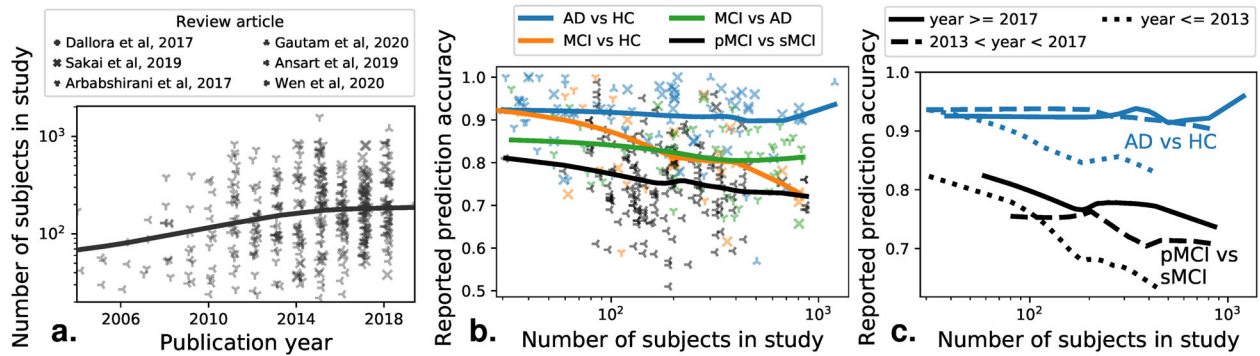 Review article
Dallora et al, 2017
Sakai et al, 2019
Arbabshirani et al, 2017
Gautam et al, 2020
Ansart et al, 2019
Wen et al, 2020
Number of subjects in study
10³
10²
2006 2010 2014 2018
Publication year
a.
AD vs HC
MCI vs HC
MCI vs AD
pMCI vs sMCI
Reported prediction accuracy
1.0
0.9
0.8
0.7
0.6
0.5
10² 10³
Number of subjects in study
b.
year >= 2017
2013 < year < 2017
year <= 2013
Reported prediction accuracy
1.0
0.9
0.8
0.7
AD vs HC
pMCI vs
sMCI
10² 10³
Number of subjects in study
c.